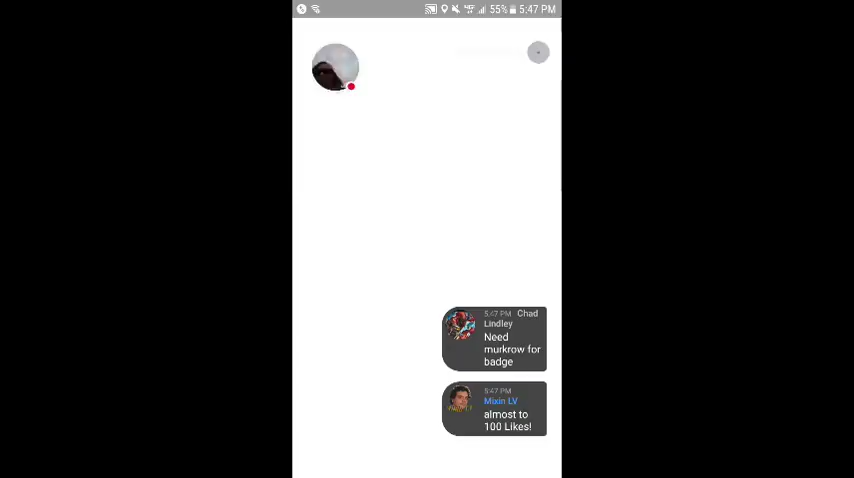 55% 5:47 PM
5:47 PM Chad
Lindley
Need
murkrow for
badge
5:47 PM
Mixin LV
almost to
100 Likes!